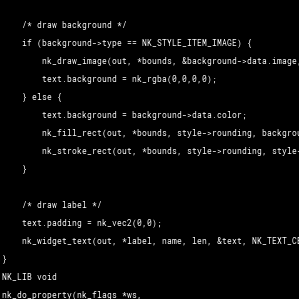 /* draw background */
if (background->type == NK_STYLE_ITEM_IMAGE) {
nk_draw_image(out, *bounds, &background->data.image,
text.background = nk_rgba(0,0,0,0);
} else {
text.background = background->data.color;
nk_fill_rect(out, *bounds, style->rounding, backgrou
nk_stroke_rect(out, *bounds, style->rounding, style-
}
/* draw label */
text.padding = nk_vec2(0,0);
nk_widget_text(out, *label, name, len, &text, NK_TEXT_CE
}
NK_LIB void
nk_do_property(nk_flags *ws,